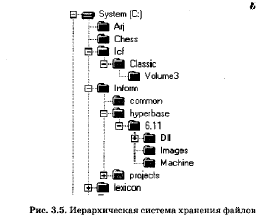 System (C:)
Arj
Chess
Icf
Classic
Volume3
Inform
common
hyperbase
6.11
Dll
Images
Machine
projects
lexicon
Рис. 3.5. Иерархическая система хранения файлов